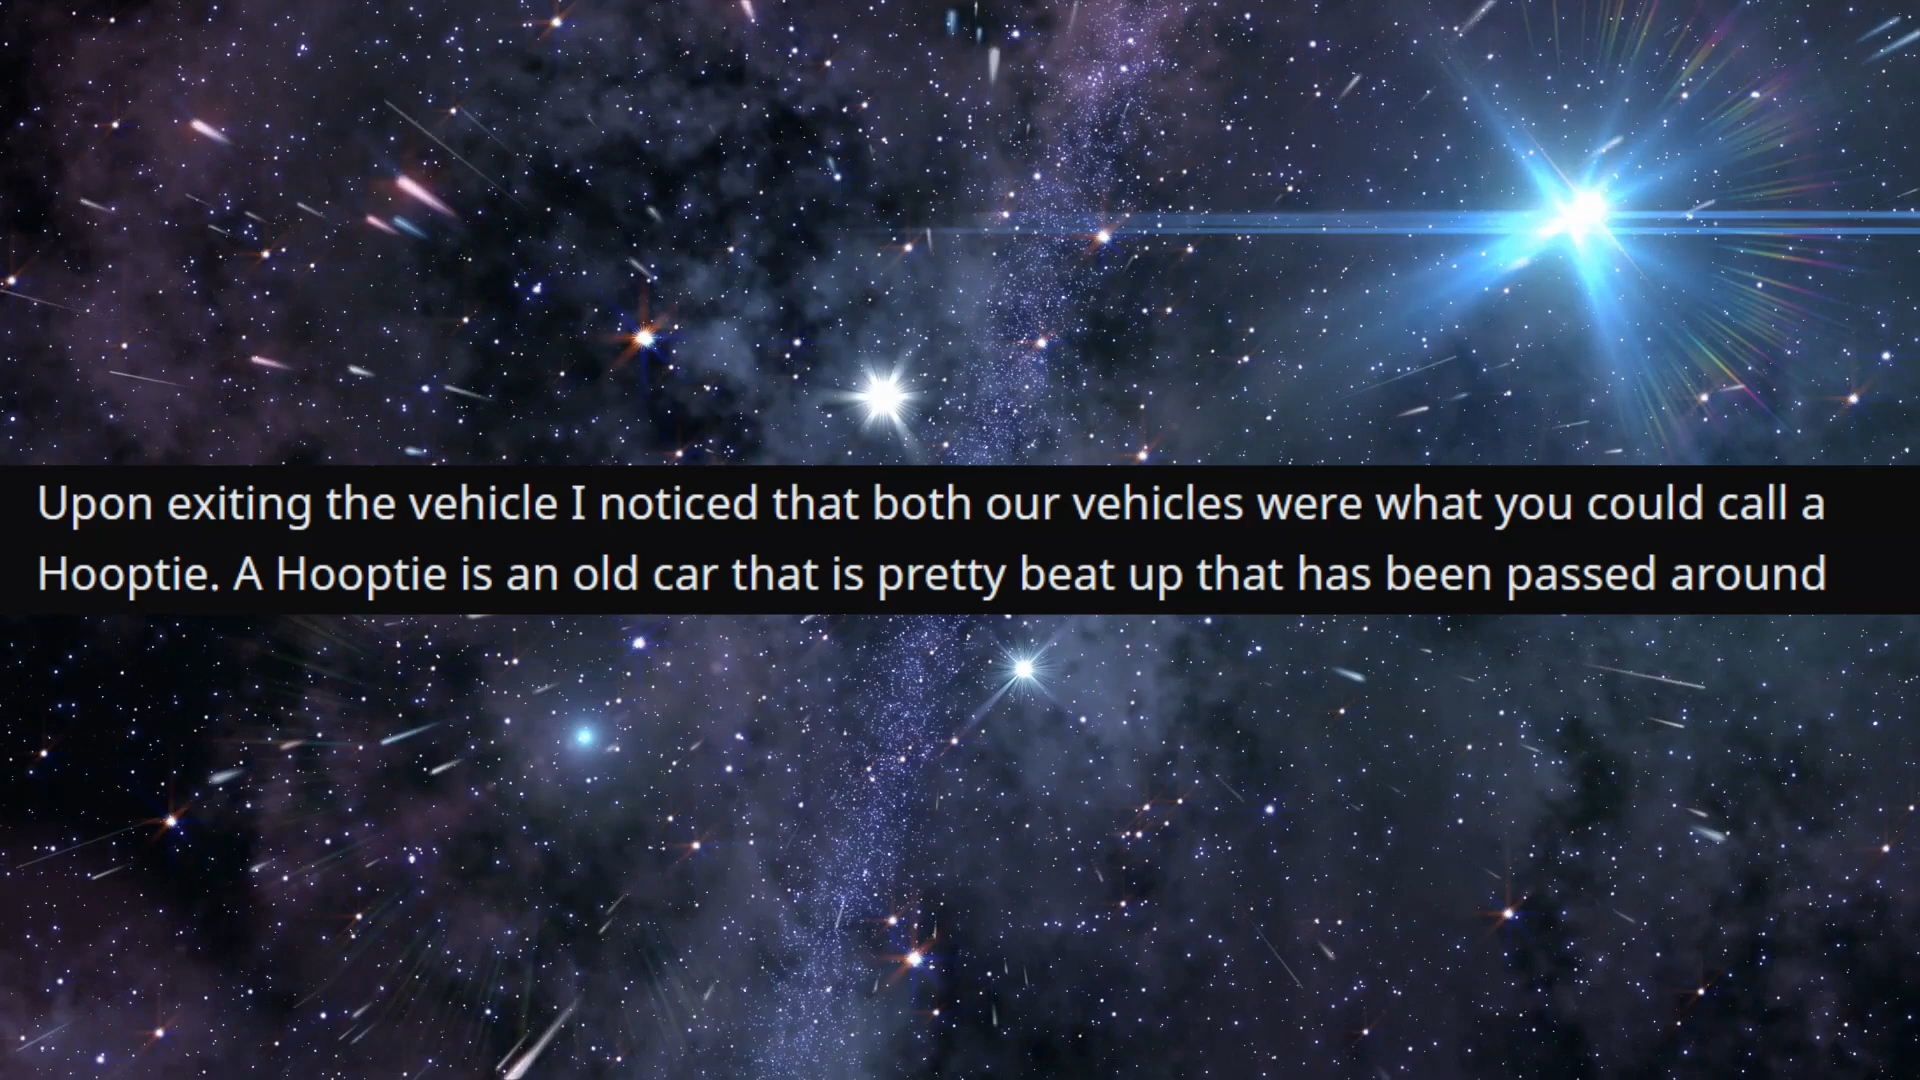 Upon exiting the vehicle I noticed that both our vehicles were what you could call a
Hooptie. A Hooptie is an old car that is pretty beat up that has been passed around